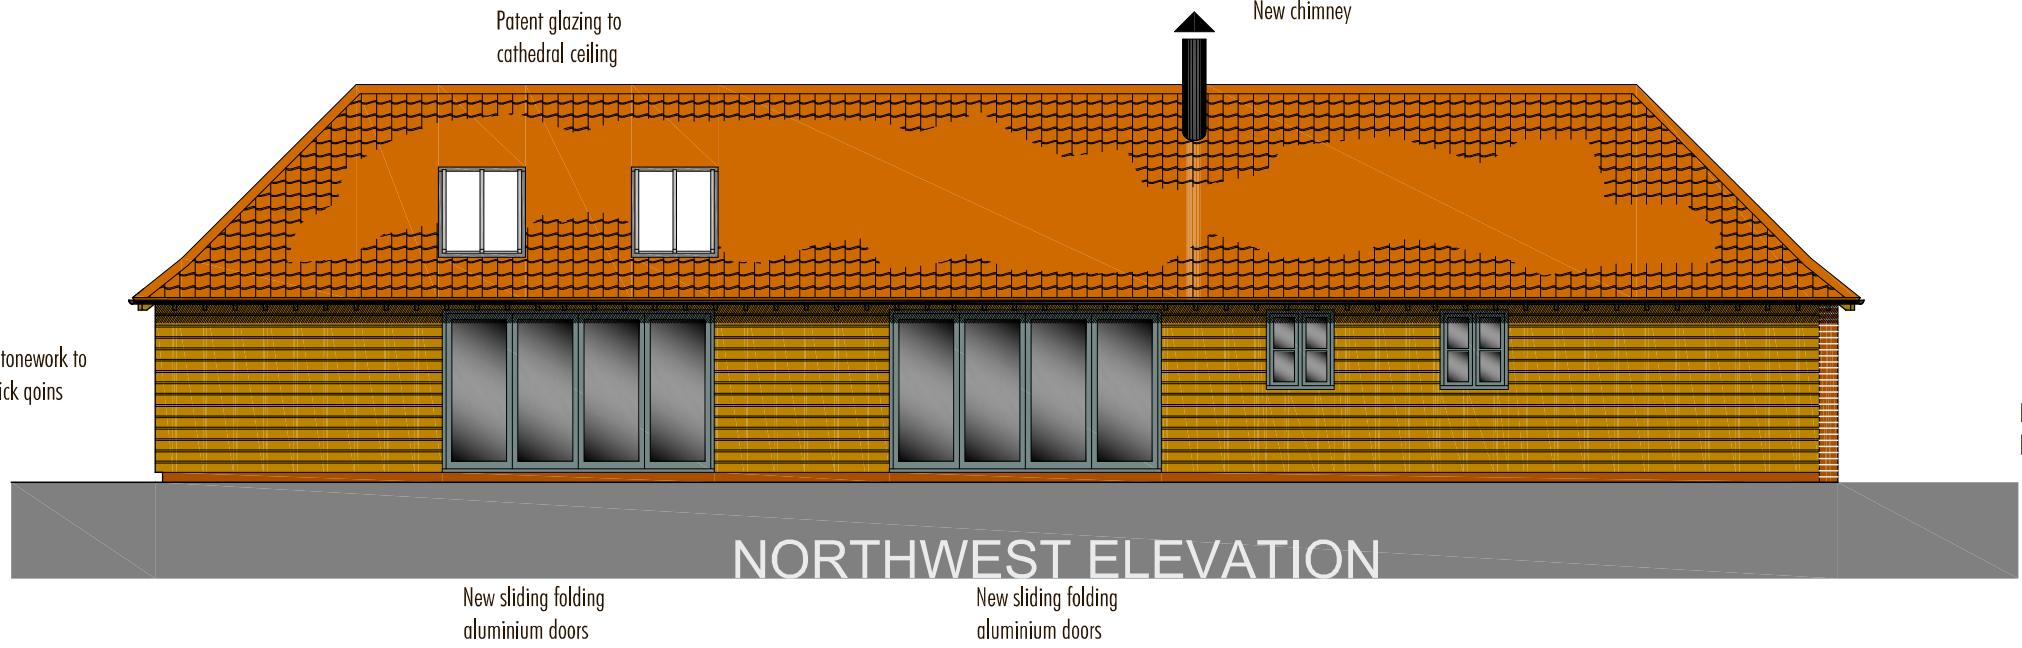 Patent glazing to
cathedral ceiling
New chimney
tonework to
ick qoins
NORTHWEST ELEVATION
New sliding folding
aluminium doors
New sliding folding
aluminium doors